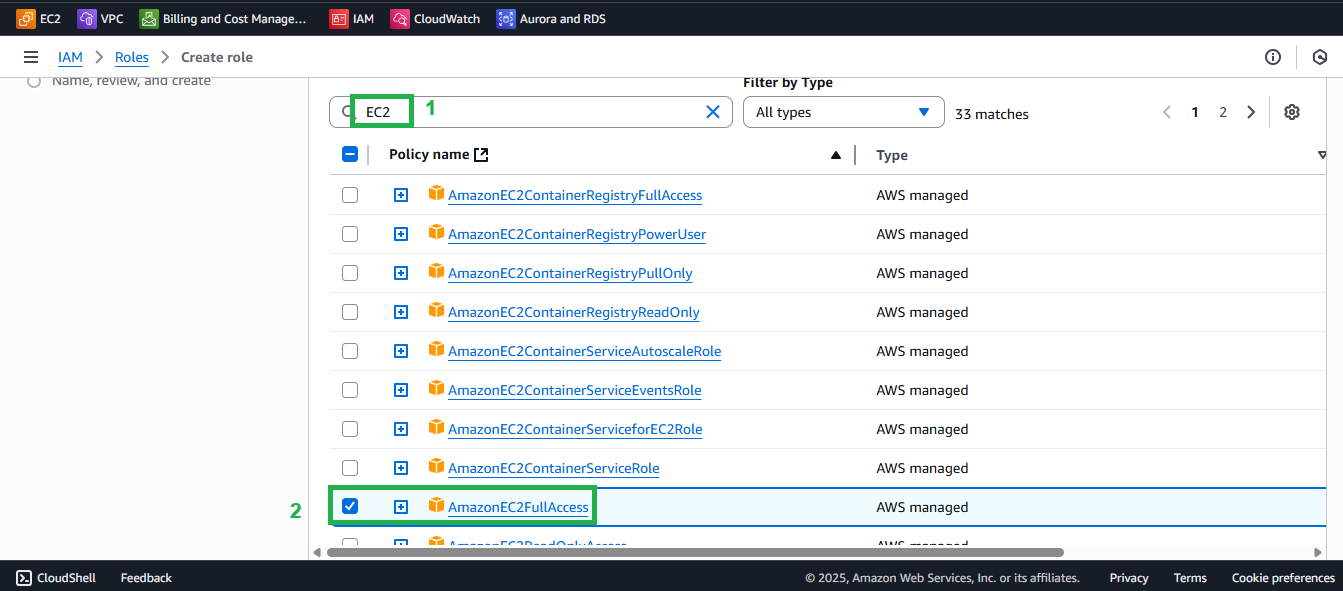 EC2 VPC Billing and Cost Manage... IAM CloudWatch Aurora and RDS
IAM > Roles > Create role
Name, review, and create
Filter by Type
EC2 1 All types 33 matches 1 2
Policy name Type
AmazonEC2ContainerRegistryFullAccess AWS managed
AmazonEC2ContainerRegistryPowerUser AWS managed
AmazonEC2ContainerRegistryPullOnly AWS managed
AmazonEC2ContainerRegistryReadOnly AWS managed
AmazonEC2ContainerServiceAutoscaleRole AWS managed
AmazonEC2ContainerServiceEventsRole AWS managed
AmazonEC2ContainerServiceforEC2Role AWS managed
AmazonEC2ContainerServiceRole AWS managed
2 AmazonEC2FullAccess AWS managed
AmazonEC2ReadOnlyAccess AWS managed
CloudShell Feedback © 2025, Amazon Web Services, Inc. or its affiliates. Privacy Terms Cookie preferences